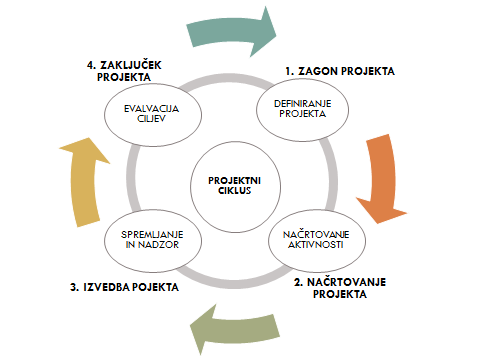 4. ZAKLJUČEK
PROJEKTA
1. ZAGON PROJEKTA
EVALVACIJA
CILJEV
DEFINIRANJE
PROJEKTA
PROJEKTNI
CIKLUS
SPREMLJANJE
IN NADZOR
NAČRTOVANJE
AKTIVNOSTI
3. IZVEDBA POJEKTA
2. NAČRTOVANJE
PROJEKTA